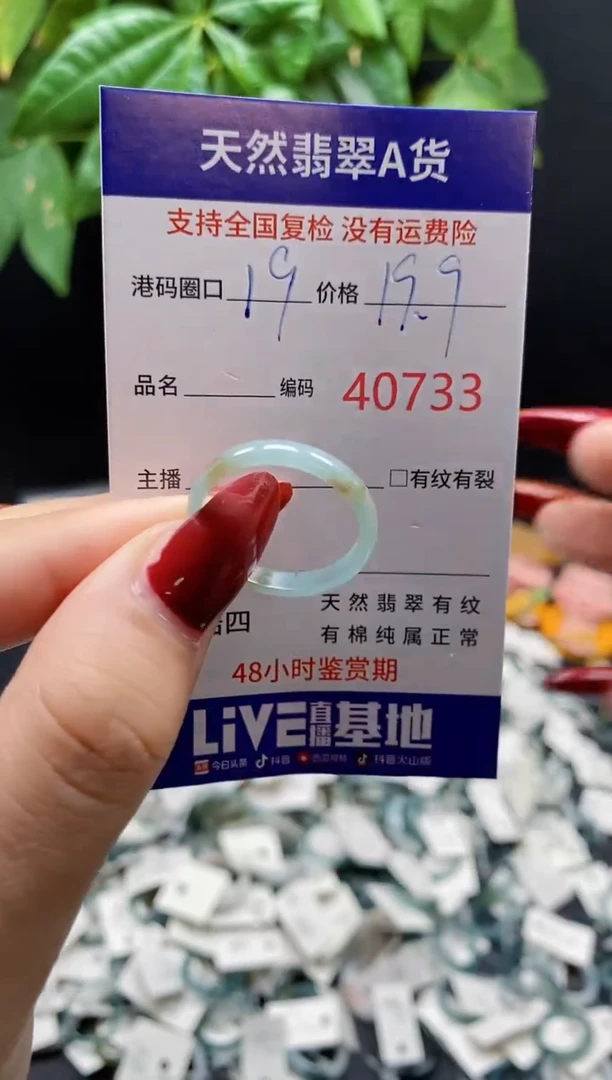 天然翡翠A货
支持全国复检 没有运费险
港码圈口 19 价格 19.9
品名 编码 40733
主播 □有纹有裂
天然翡翠有纹
四
有棉纯属正常
48小时鉴赏期
LiVE直播基地
今日头条 抖音 西瓜视频 抖音火山版